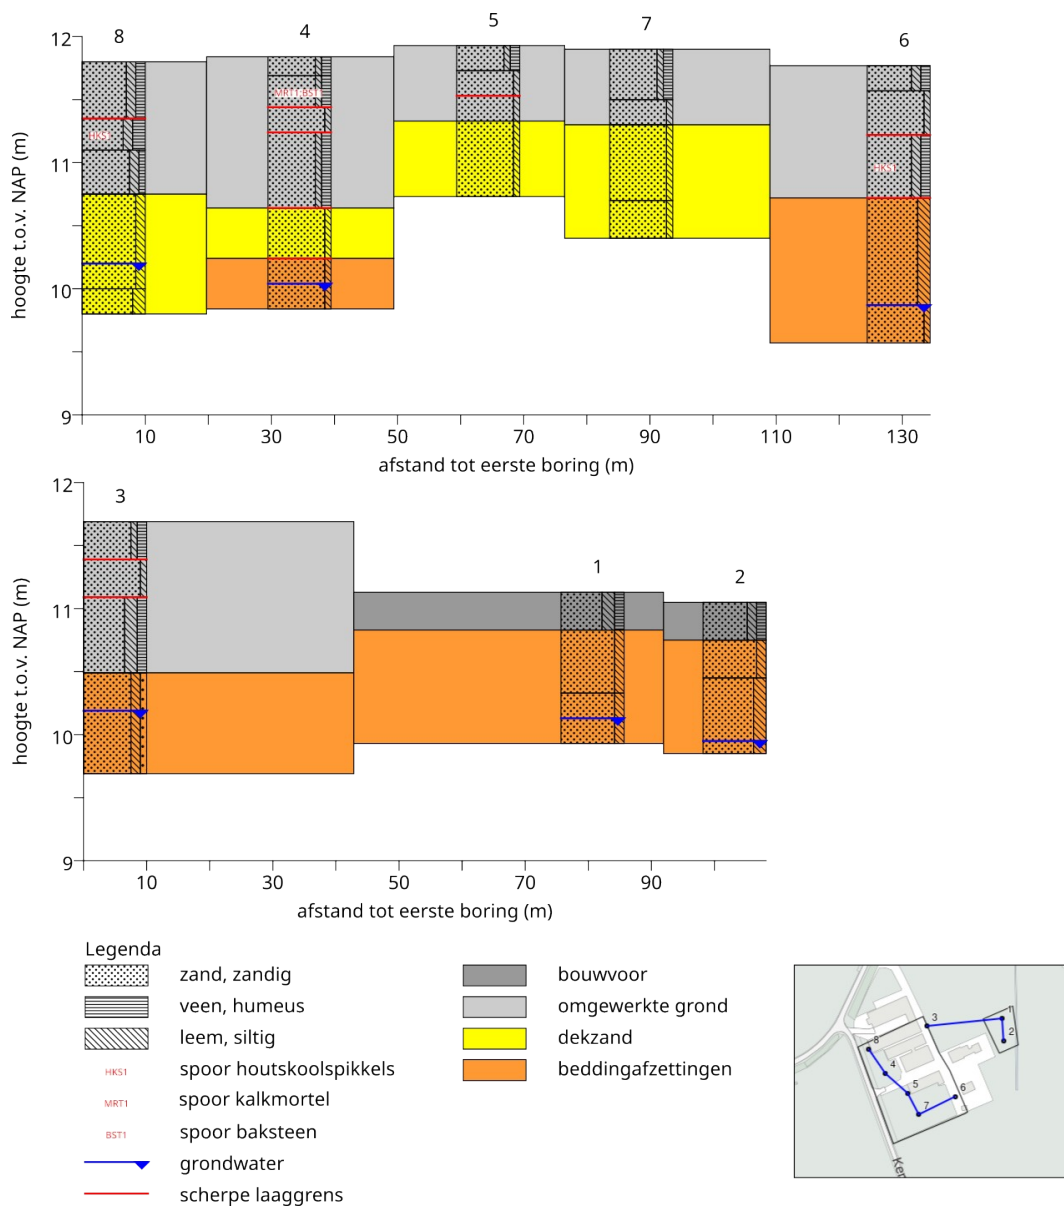 8 4 5 7 6
12
11
10
9
hoogte t.o.v. NAP (m)
HKS1 MRT1,BST1 HKS1
10 30 50 70 90 110 130
afstand tot eerste boring (m)
3 1 2
12
11
10
9
hoogte t.o.v. NAP (m)
10 30 50 70 90
afstand tot eerste boring (m)
Legenda
zand, zandig
veen, humeus
leem, siltig
HKS1 spoor houtskoolspikkels
MRT1 spoor kalkmortel
BST1 spoor baksteen
grondwater
scherpe laaggrens
bouwvoor
omgewerkte grond
dekzand
beddingafzettingen
3 1
2
8
4
5 6
7
Ker